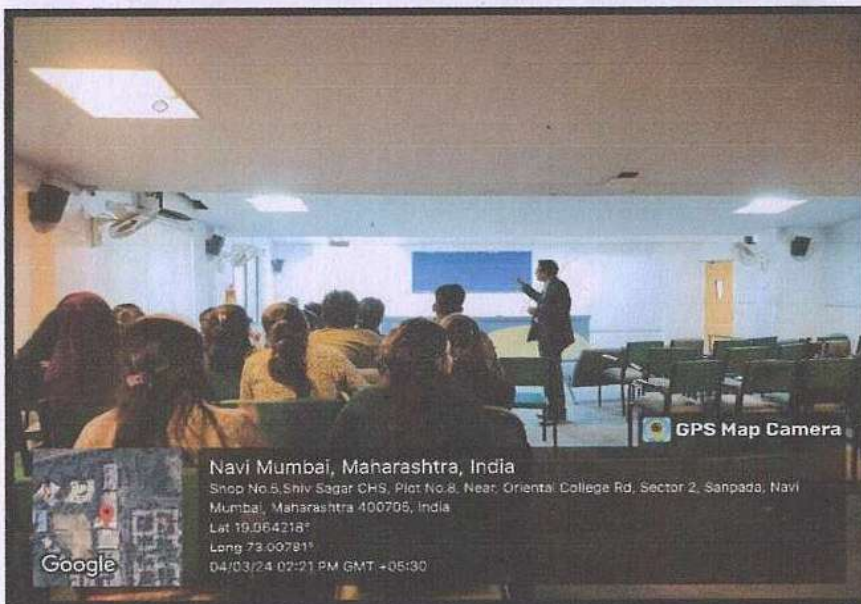 GPS Map Camera
Navi Mumbai, Maharashtra, India
Shop No.5,Shiv Sagar CHS, Plot No.8, Near, Oriental College Rd, Sector 2, Sanpada, Navi
Mumbai, Maharashtra 400705, India
Lat 19.064218°
Long 73.00781°
04/03/24 02:21 PM GMT +05:30
Google